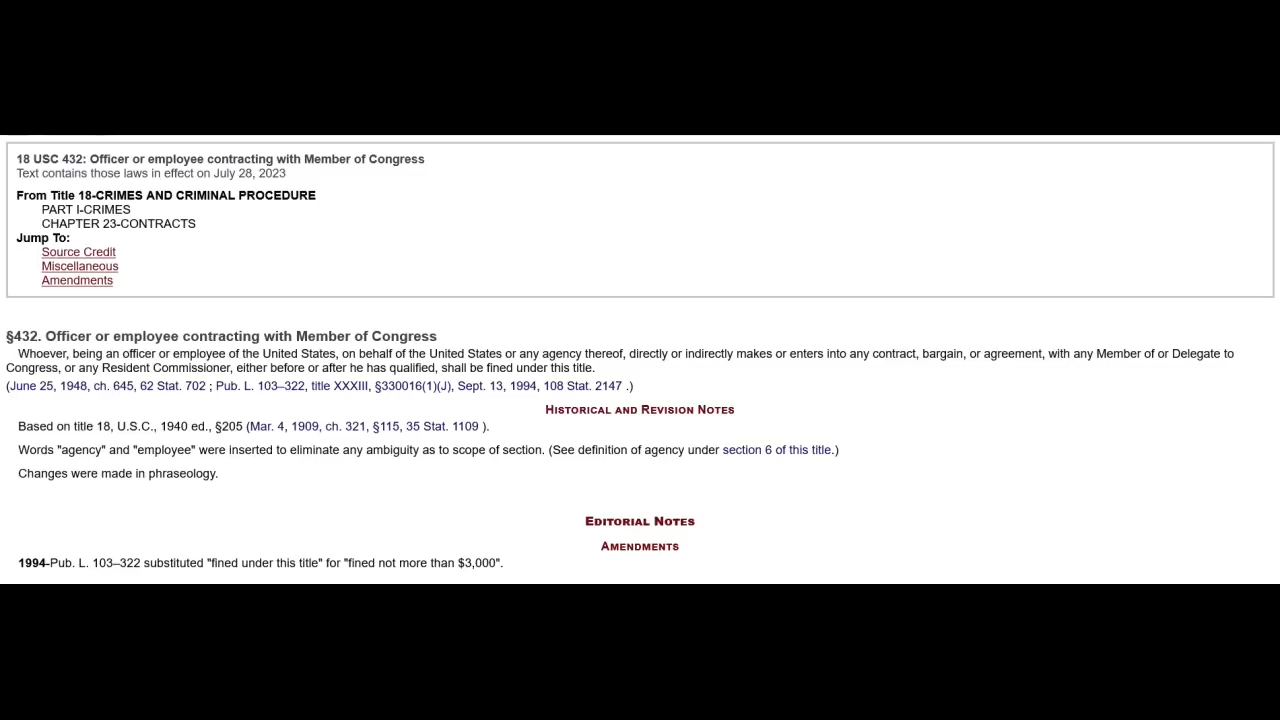 18 USC 432: Officer or employee contracting with Member of Congress
Text contains those laws in effect on July 28, 2023
From Title 18-CRIMES AND CRIMINAL PROCEDURE
PART I-CRIMES
CHAPTER 23-CONTRACTS
Jump To:
Source Credit
Miscellaneous
Amendments
§432. Officer or employee contracting with Member of Congress
Whoever, being an officer or employee of the United States, on behalf of the United States or any agency thereof, directly or indirectly makes or enters into any contract, bargain, or agreement, with any Member of or Delegate to
Congress, or any Resident Commissioner, either before or after he has qualified, shall be fined under this title.
(June 25, 1948, ch. 645, 62 Stat. 702 ; Pub. L. 103–322, title XXXIII, §330016(1)(J), Sept. 13, 1994, 108 Stat. 2147 .)
Historical and Revision Notes
Based on title 18, U.S.C., 1940 ed., §205 (Mar. 4, 1909, ch. 321, §115, 35 Stat. 1109 ).
Words "agency" and "employee" were inserted to eliminate any ambiguity as to scope of section. (See definition of agency under section 6 of this title.)
Changes were made in phraseology.
Editorial Notes
Amendments
1994-Pub. L. 103–322 substituted "fined under this title" for "fined not more than $3,000".